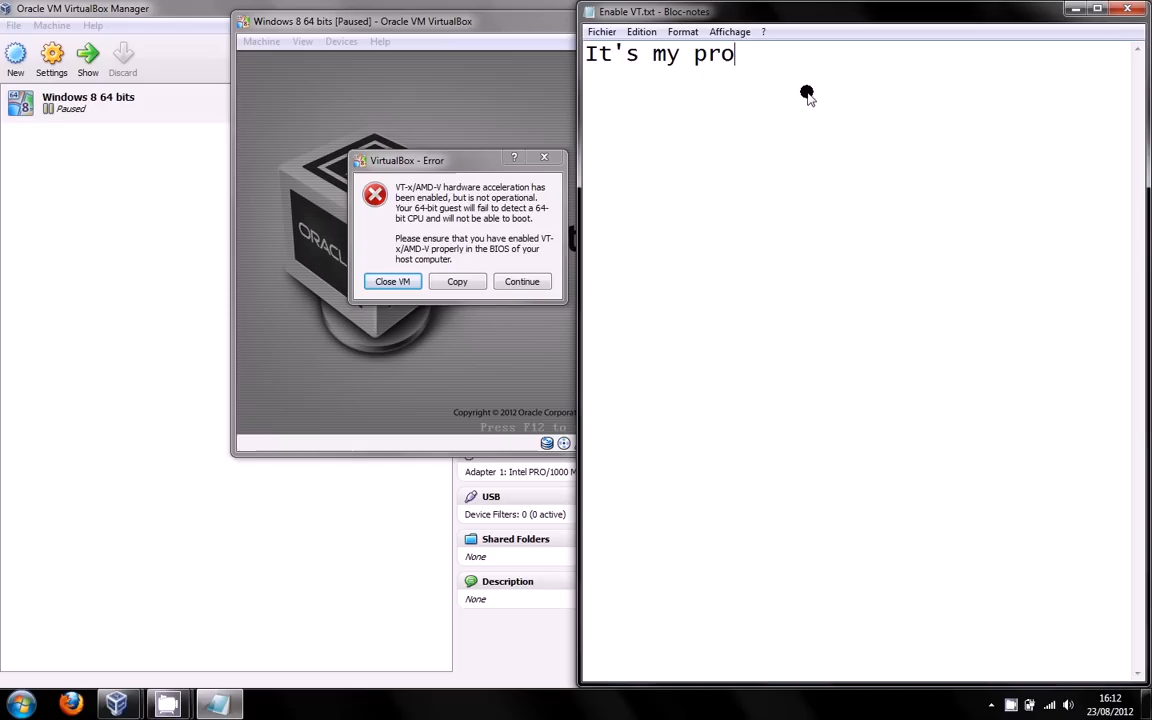 Oracle VM VirtualBox Manager
File Machine Help
New Settings Show Discard
Windows 8 64 bits
Paused
Windows 8 64 bits [Paused] - Oracle VM VirtualBox
Machine View Devices Help
ORACL
VirtualBox - Error
VT-x/AMD-V hardware acceleration has
been enabled, but is not operational.
Your 64-bit guest will fail to detect a 64-
bit CPU and will not be able to boot.
Please ensure that you have enabled VT-
x/AMD-V properly in the BIOS of your
host computer.
Close VM Copy Continue
Copyright © 2012 Oracle Corporat
Press F12 to
Adapter 1: Intel PRO/1000 M
USB
Device Filters: 0 (0 active)
Shared Folders
None
Description
None
Enable VT.txt - Bloc-notes
Fichier Edition Format Affichage ?
It's my pro
16:12
23/08/2012